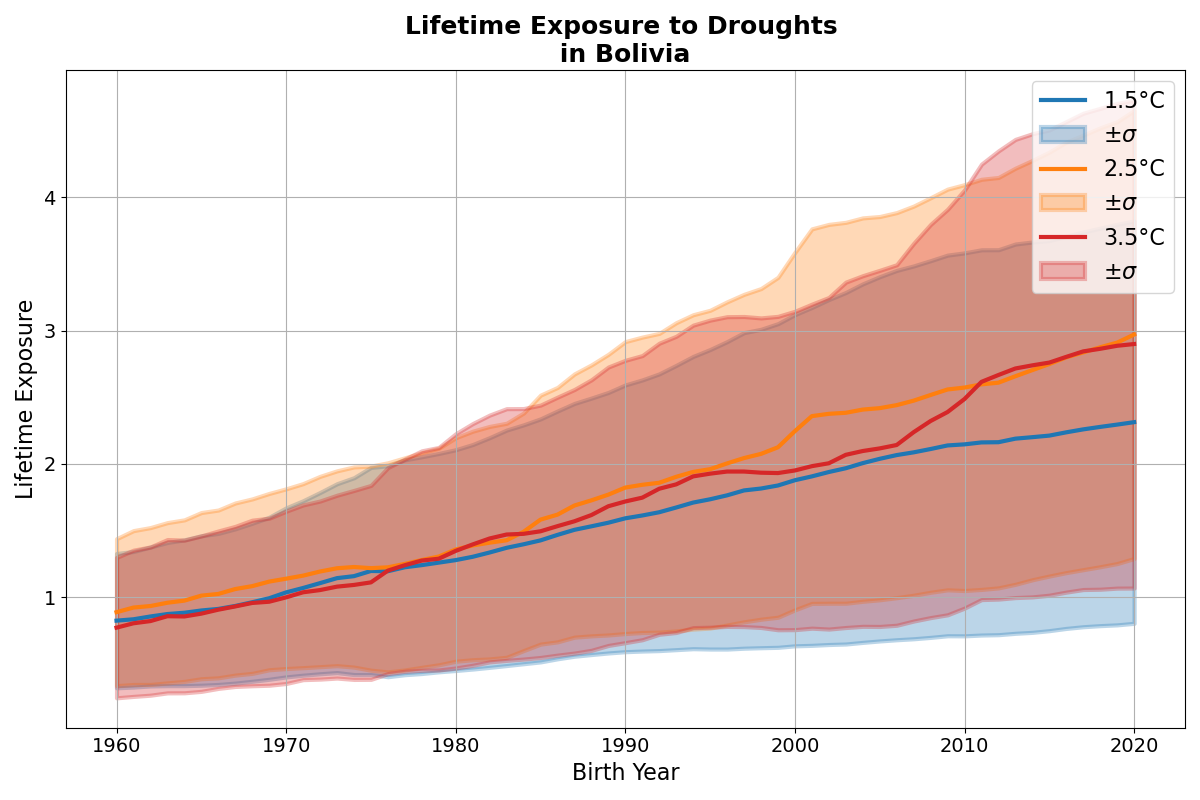 Lifetime Exposure to Droughts
in Bolivia
1.5°C
±σ
2.5°C
±σ
3.5°C
±σ
4
3
2
1
Lifetime Exposure
1960 1970 1980 1990 2000 2010 2020
Birth Year